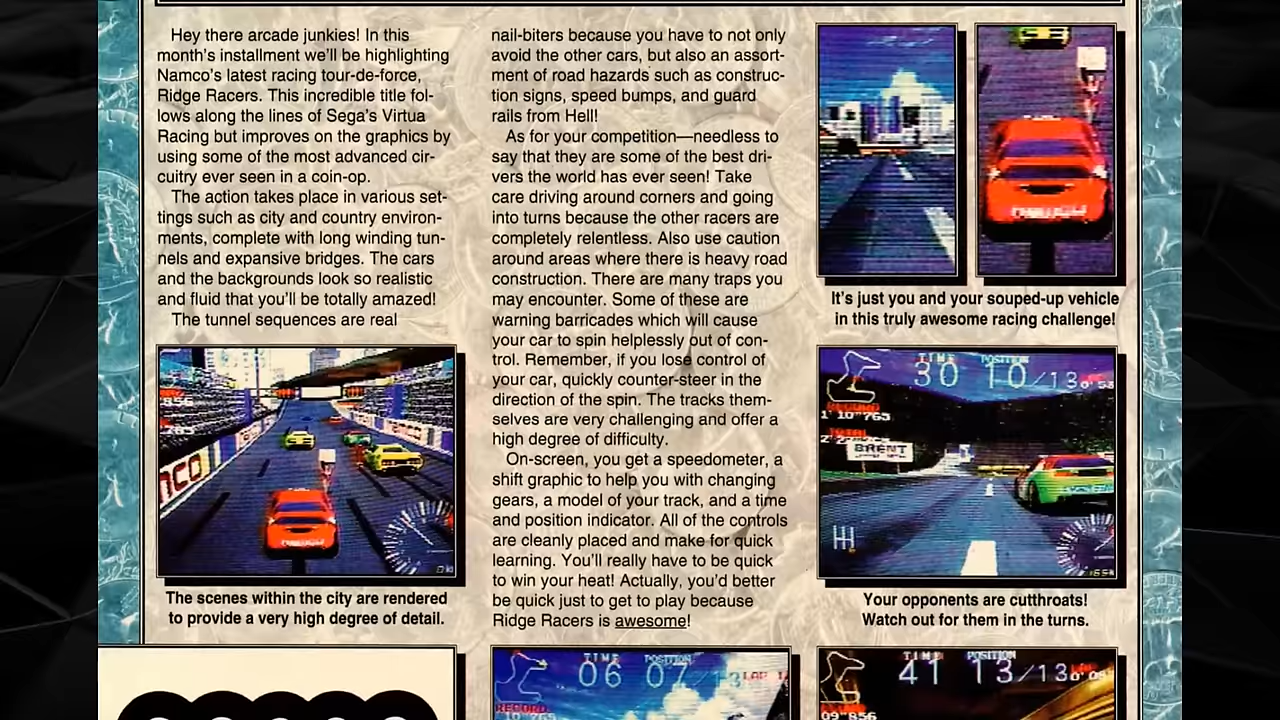 Hey there arcade junkies! In this
month's installment we'll be highlighting
Namco's latest racing tour-de-force,
Ridge Racers. This incredible title fol-
lows along the lines of Sega's Virtua
Racing but improves on the graphics by
using some of the most advanced cir-
cuitry ever seen in a coin-op.
The action takes place in various set-
tings such as city and country environ-
ments, complete with long winding tun-
nels and expansive bridges. The cars
and the backgrounds look so realistic
and fluid that you'll be totally amazed!
The tunnel sequences are real
The scenes within the city are rendered
to provide a very high degree of detail.
nail-biters because you have to not only
avoid the other cars, but also an assort-
ment of road hazards such as construc-
tion signs, speed bumps, and guard
rails from Hell!
As for your competition—needless to
say that they are some of the best dri-
vers the world has ever seen! Take
care driving around corners and going
into turns because the other racers are
completely relentless. Also use caution
around areas where there is heavy road
construction. There are many traps you
may encounter. Some of these are
warning barricades which will cause
your car to spin helplessly out of con-
trol. Remember, if you lose control of
your car, quickly counter-steer in the
direction of the spin. The tracks them-
selves are very challenging and offer a
high degree of difficulty.
On-screen, you get a speedometer, a
shift graphic to help you with changing
gears, a model of your track, and a time
and position indicator. All of the controls
are cleanly placed and make for quick
learning. You'll really have to be quick
to win your heat! Actually, you'd better
be quick just to get to play because
Ridge Racers is awesome!
TIME POSITION
06 07/13 LAP
RECORD
It's just you and your souped-up vehicle
in this truly awesome racing challenge!
TIME POSITION
30 10/13
RECORD
1'10"765
TOTAL
BRENT
Your opponents are cutthroats!
Watch out for them in the turns.
TIME POSITION
41 13/13
09"856